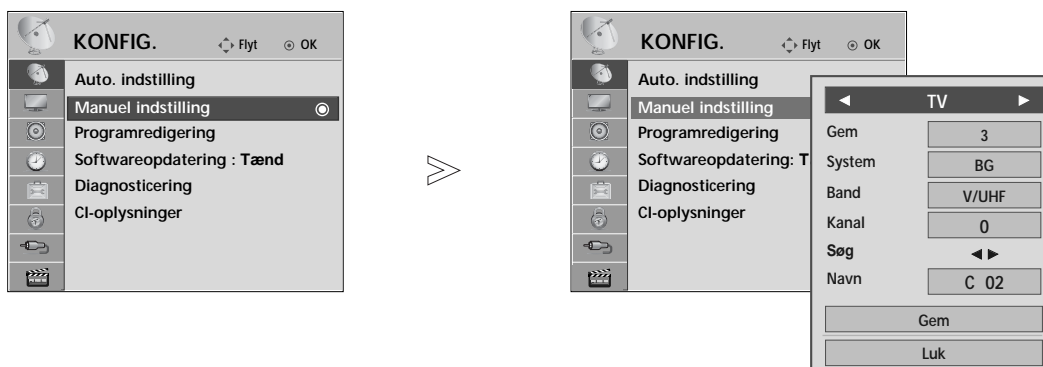 KONFIG. Flyt OK
Auto. indstilling
Manuel indstilling
Programredigering
Softwareopdatering : Tænd
Diagnosticering
CI-oplysninger
KONFIG. Flyt OK
Auto. indstilling
Manuel indstilling
Programredigering
Softwareopdatering: T
Diagnosticering
CI-oplysninger
◄ TV ►
Gem 3
System BG
Band V/UHF
Kanal 0
Søg ◄►
Navn C 02
Gem
Luk